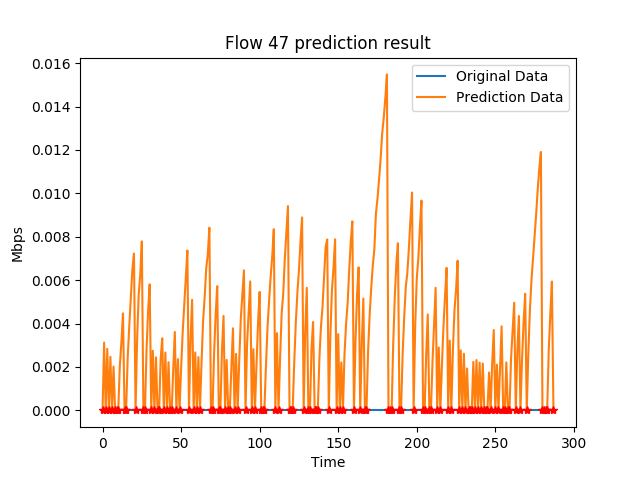 Flow 47 prediction result
0.016
0.014
0.012
0.010
0.008
0.006
0.004
0.002
0.000
Mbps
Original Data
Prediction Data
0 50 100 150 200 250 300
Time